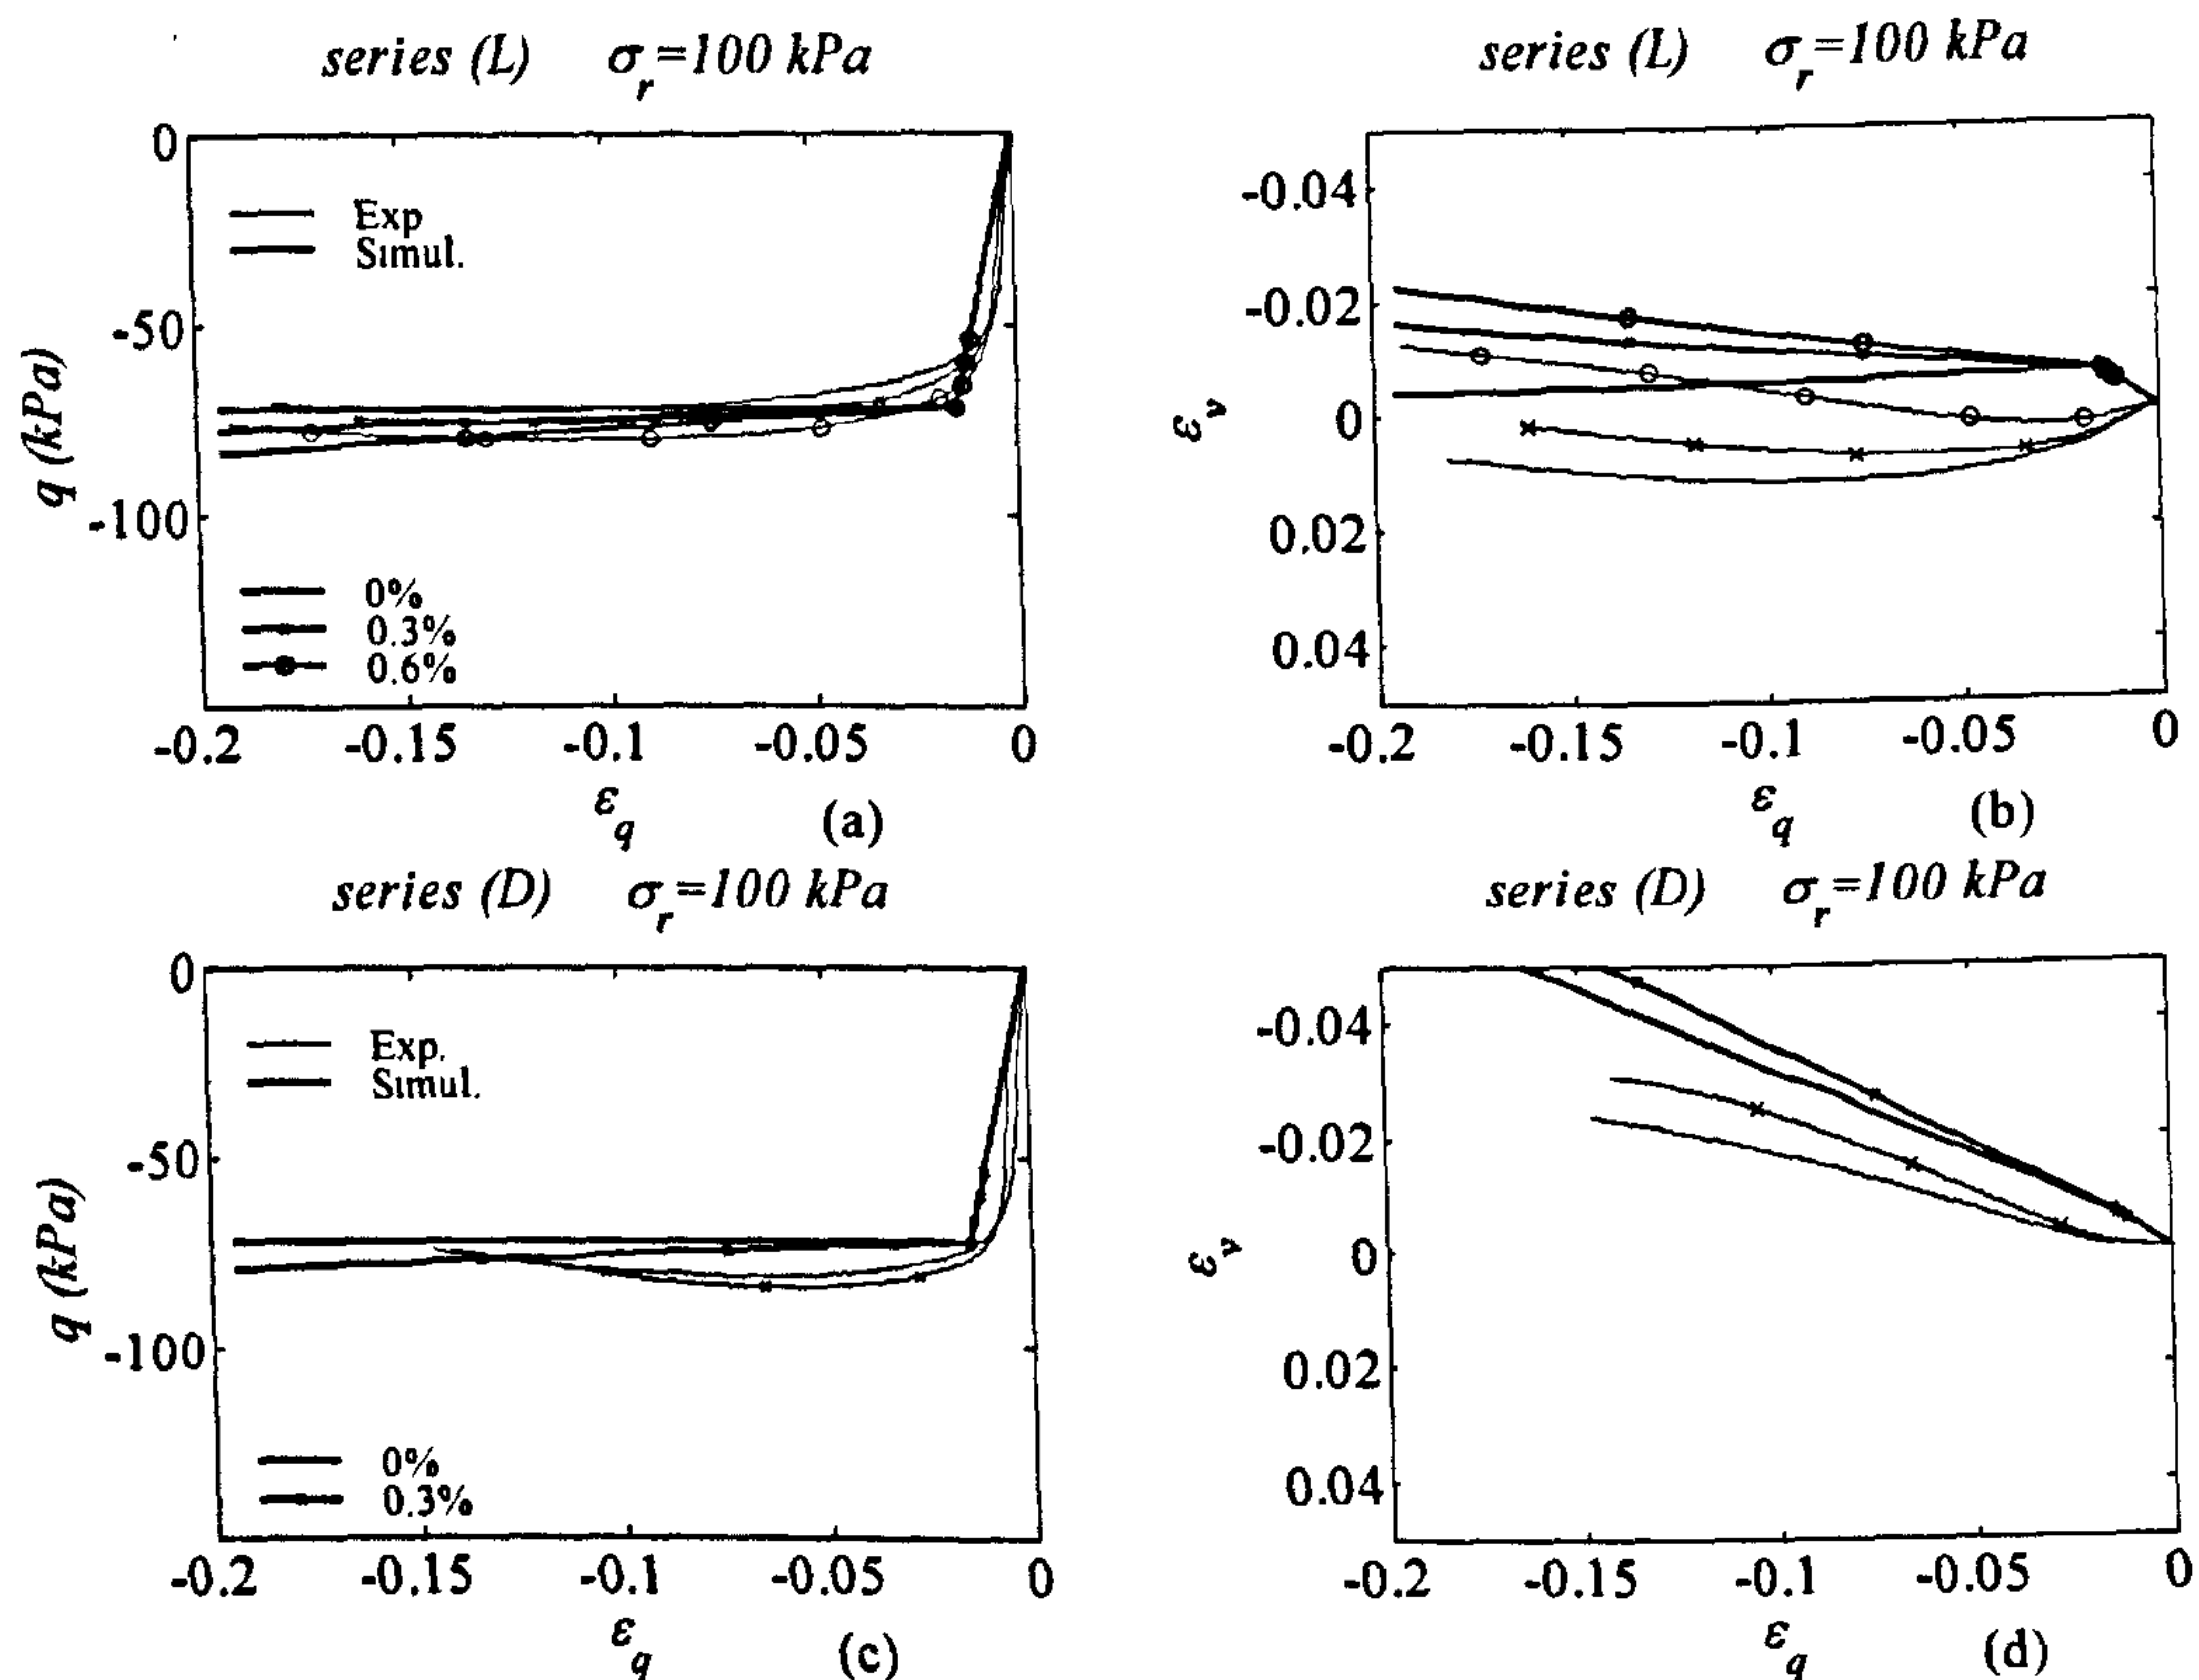 series (L) σr=100 kPa
0
-50
-100
q (kPa)
Exp
Simul.
0%
0.3%
0.6%
-0.2 -0.15 -0.1 -0.05 0
εq
(a)
series (L) σr=100 kPa
-0.04
-0.02
0
0.02
0.04
εv
-0.2 -0.15 -0.1 -0.05 0
εq
(b)
series (D) σr=100 kPa
0
-50
-100
q (kPa)
Exp.
Simul.
0%
0.3%
-0.2 -0.15 -0.1 -0.05 0
εq
(c)
series (D) σr=100 kPa
-0.04
-0.02
0
0.02
0.04
εv
-0.2 -0.15 -0.1 -0.05 0
εq
(d)